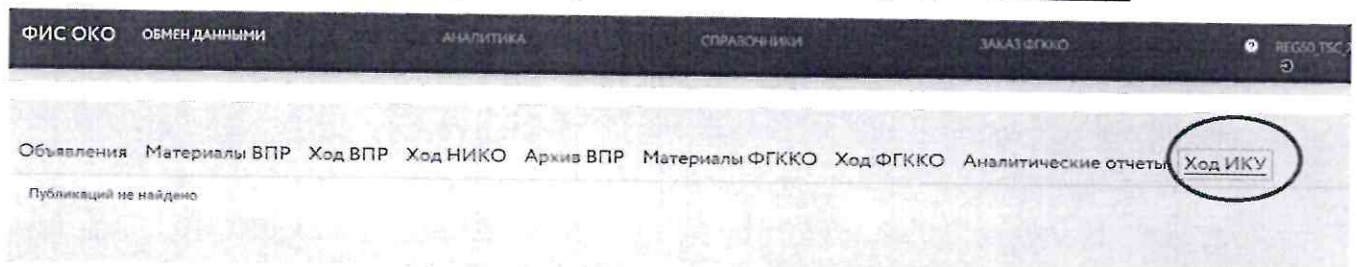 ФИС ОКО ОБМЕН ДАННЫМИ АНАЛИТИКА СПРАВОЧНИКИ ЗАКАЗ ФГККО ? REG50_TSC_
Объявления Материалы ВПР Ход ВПР Ход НИКО Архив ВПР Материалы ФГККО Ход ФГККО Аналитические отчеты Ход ИКУ
Публикаций не найдено